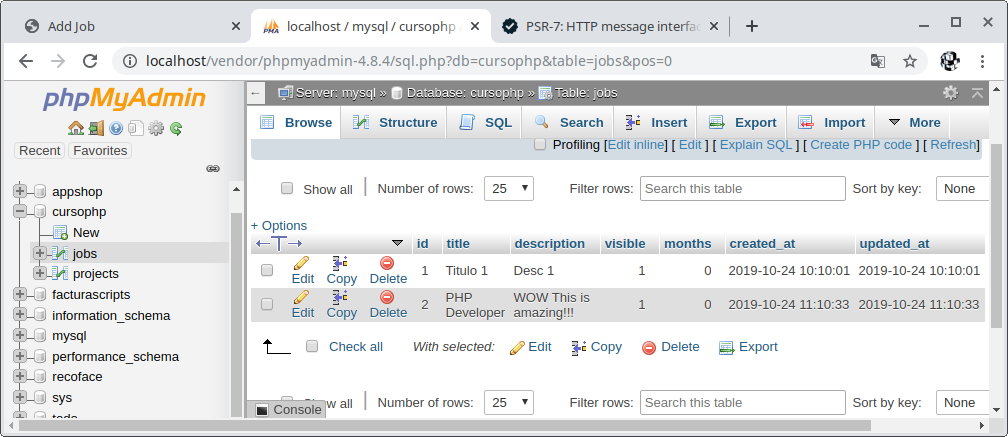 Add Job
localhost / mysql / cursophp
PSR-7: HTTP message interfac
localhost/vendor/phpmyadmin-4.8.4/sql.php?db=cursophp&table=jobs&pos=0
phpMyAdmin
Recent Favorites
appshop
cursophp
New
jobs
projects
facturascripts
information_schema
mysql
performance_schema
recoface
sys
Server: mysql » Database: cursophp » Table: jobs
Browse Structure SQL Search Insert Export Import More
Profiling [Edit inline] [ Edit ] [ Explain SQL ] [ Create PHP code ] [ Refresh]
Show all Number of rows: 25 Filter rows: Search this table Sort by key: None
+ Options
id title description visible months created_at updated_at
Edit Copy Delete 1 Titulo 1 Desc 1 1 0 2019-10-24 10:10:01 2019-10-24 10:10:01
Edit Copy Delete 2 PHP Developer WOW This is amazing!!! 1 0 2019-10-24 11:10:33 2019-10-24 11:10:33
Check all With selected: Edit Copy Delete Export
Show all Number of rows: 25 Filter rows: Search this table Sort by key: None
Console